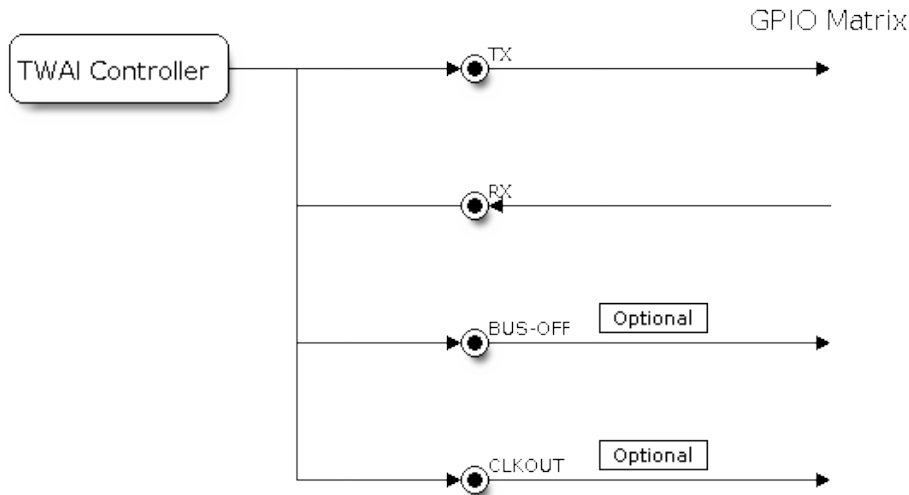 GPIO Matrix
TWAI Controller
TX
RX
BUS-OFF
Optional
CLKOUT
Optional